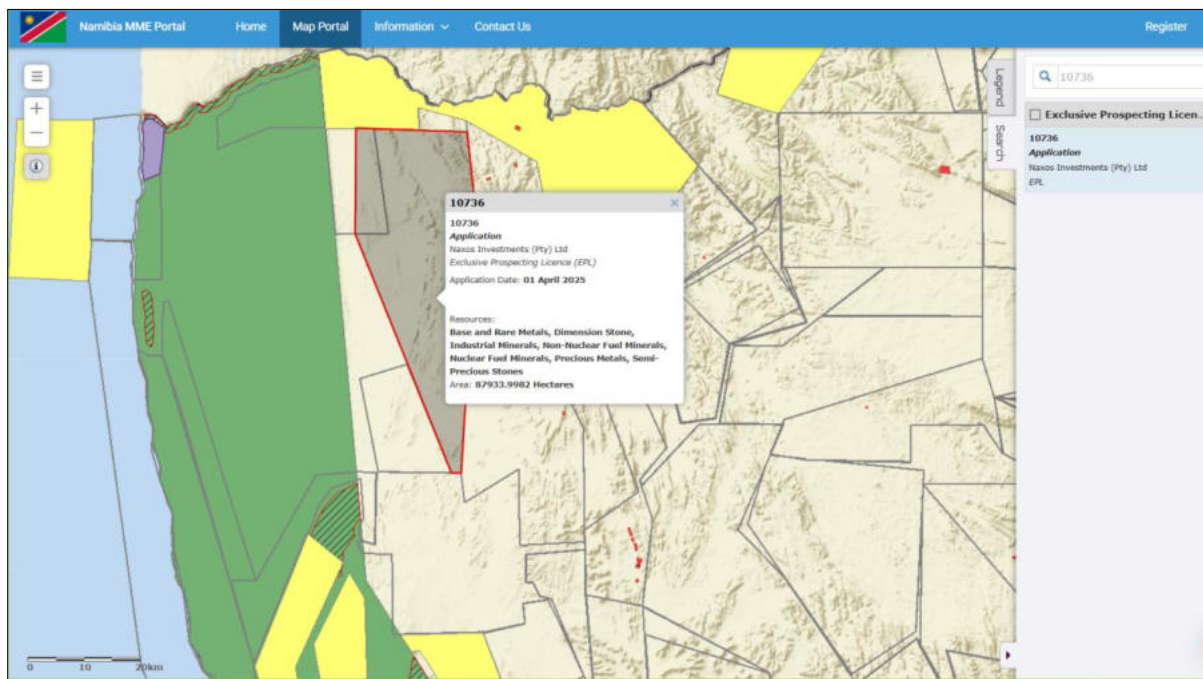 Namibia MME Portal
Home
Map Portal
Information
Contact Us
Register
Legend
Search
10736
Exclusive Prospecting Licen...
10736
Application
Naxos Investments (Pty) Ltd
EPL
10736
10736
Application
Naxos Investments (Pty) Ltd
Exclusive Prospecting Licence (EPL)
Application Date: 01 April 2025
Resources:
Base and Rare Metals, Dimension Stone,
Industrial Minerals, Non-Nuclear Fuel Minerals,
Nuclear Fuel Minerals, Precious Metals, Semi-
Precious Stones
Area: 87933.9982 Hectares
0 10 20km